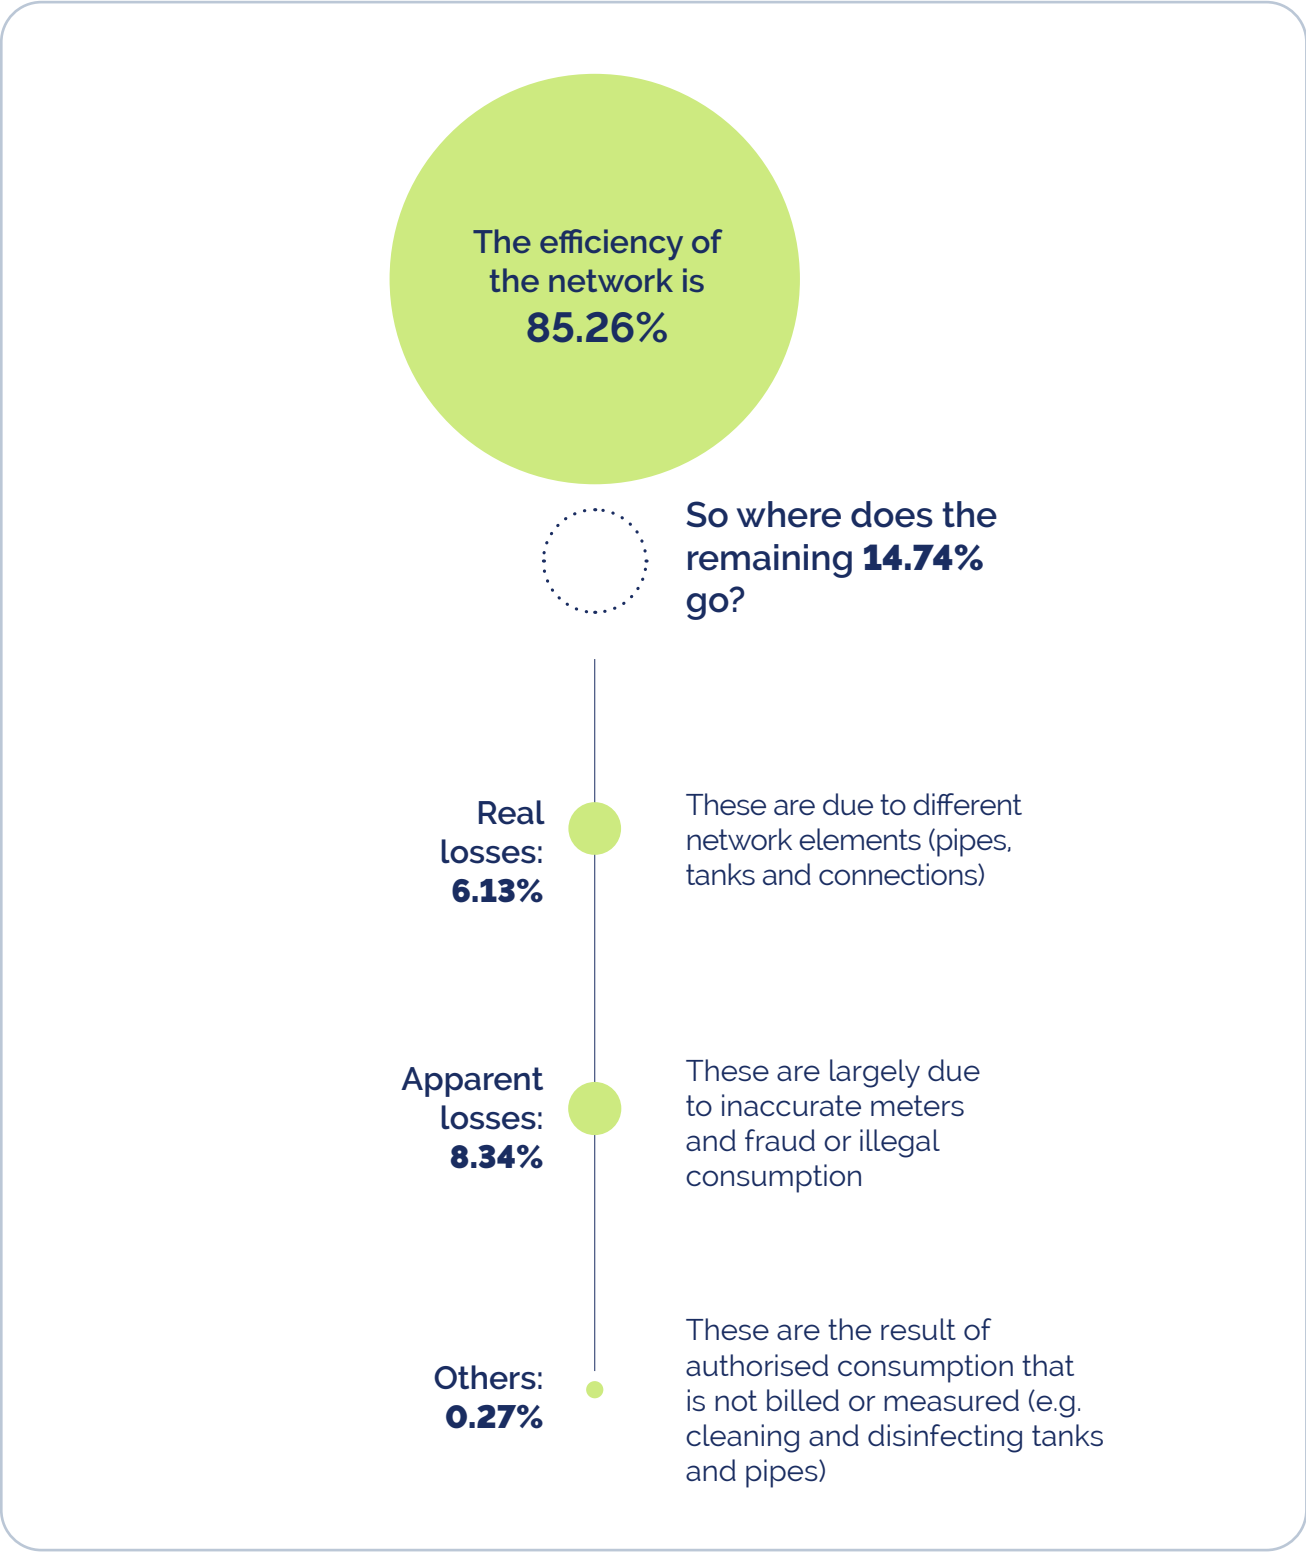 The efficiency of
the network is
85.26%
So where does the
remaining 14.74%
go?
Real
losses:
6.13%
These are due to different
network elements (pipes,
tanks and connections)
Apparent
losses:
8.34%
These are largely due
to inaccurate meters
and fraud or illegal
consumption
Others:
0.27%
These are the result of
authorised consumption that
is not billed or measured (e.g.
cleaning and disinfecting tanks
and pipes)